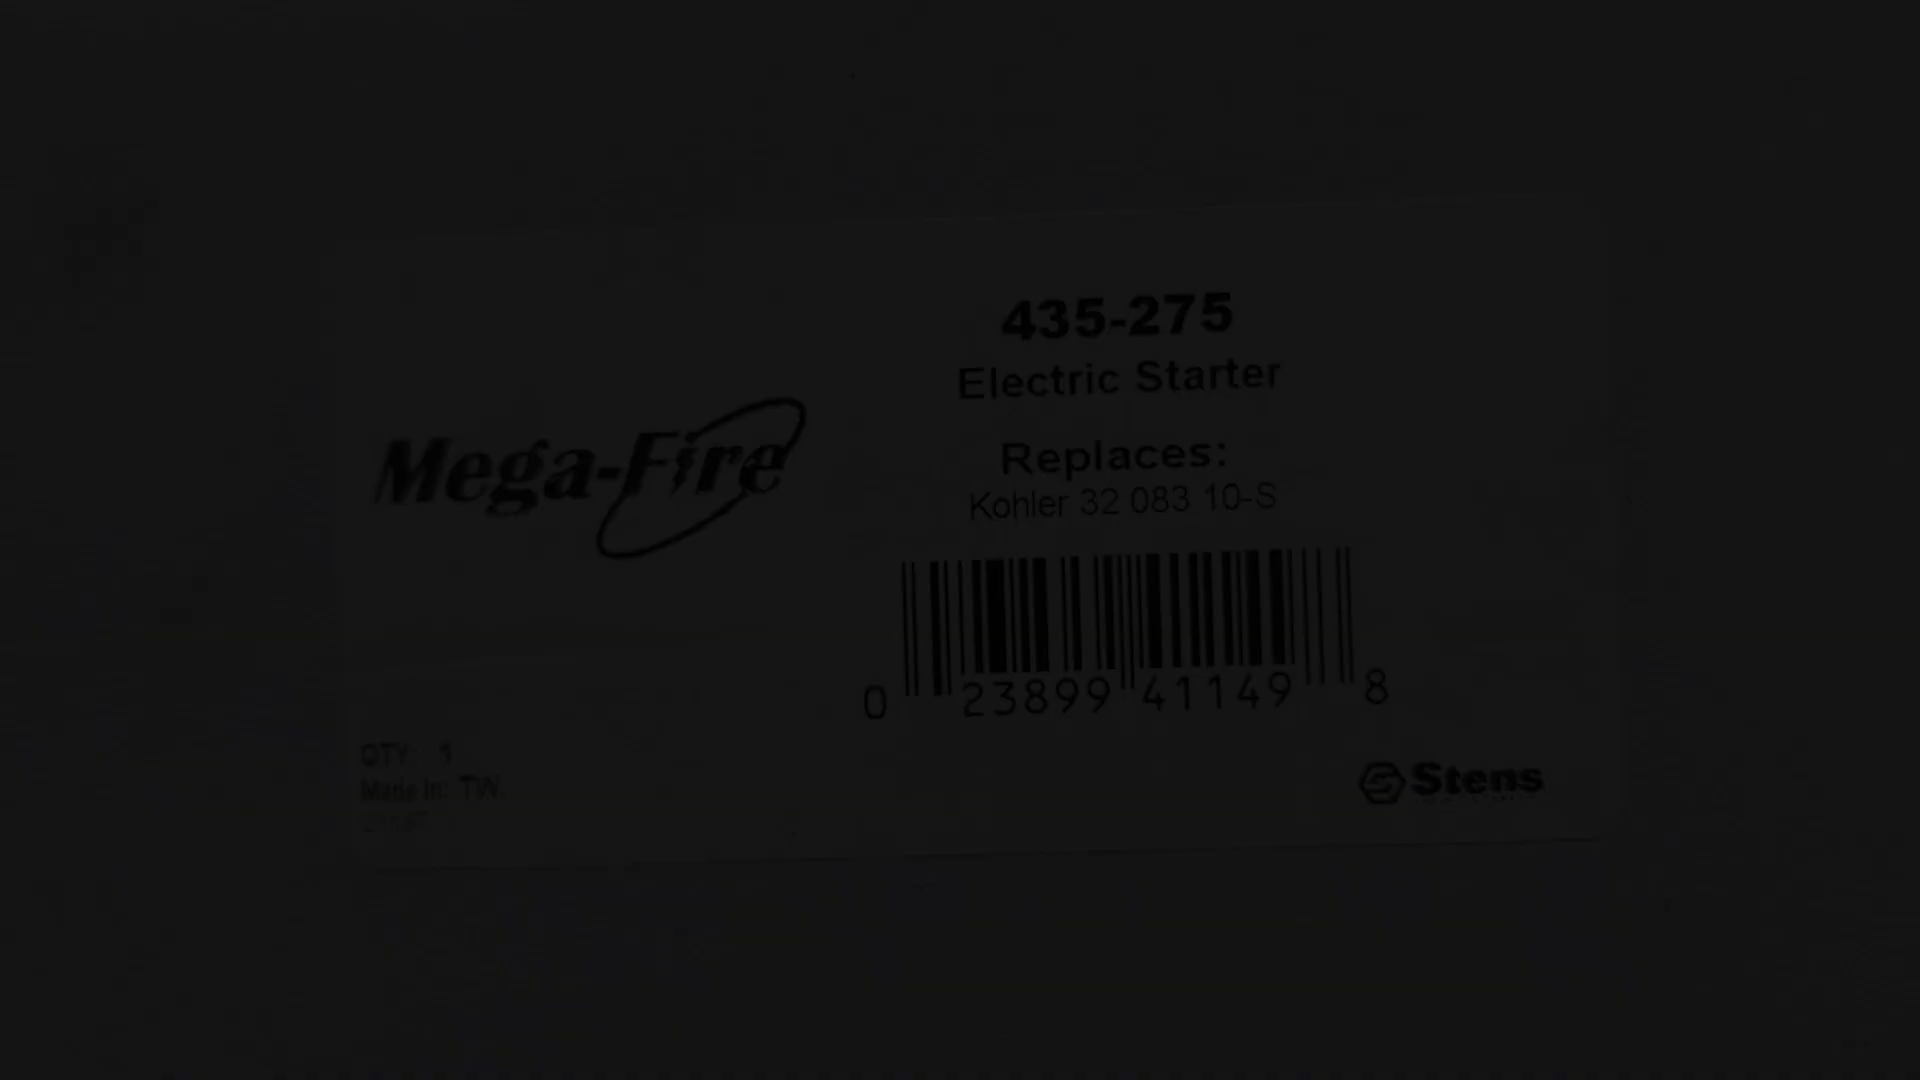 435-275
Electric Starter
Mega-Fire
Replaces:
Kohler 32 083 10-S
0 23899 41149 8
QTY: 1
Made In: TW.
Stens